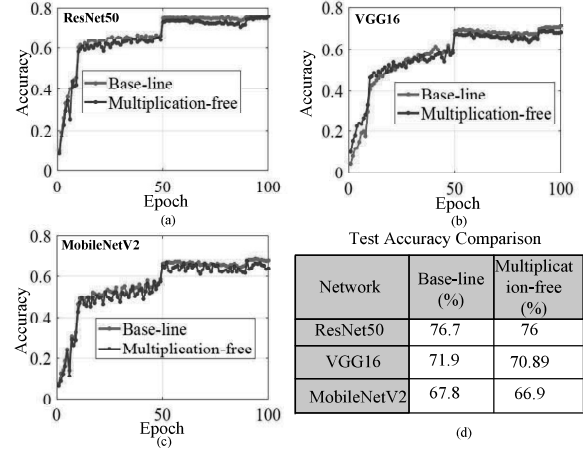 ResNet50
Accuracy
0.8
0.6
0.4
0.2
0
Base-line
Multiplication-free
0
50
100
Epoch
(a)
VGG16
Accuracy
0.8
0.6
0.4
0.2
0
Base-line
Multiplication-free
0
50
100
Epoch
(b)
MobileNetV2
Accuracy
0.8
0.6
0.4
0.2
0
Base-line
Multiplication-free
0
50
100
Epoch
(c)
Test Accuracy Comparison
Network
Base-line
(%)
Multiplicat
ion-free
(%)
ResNet50 76.7 76
VGG16 71.9 70.89
MobileNetV2 67.8 66.9
(d)